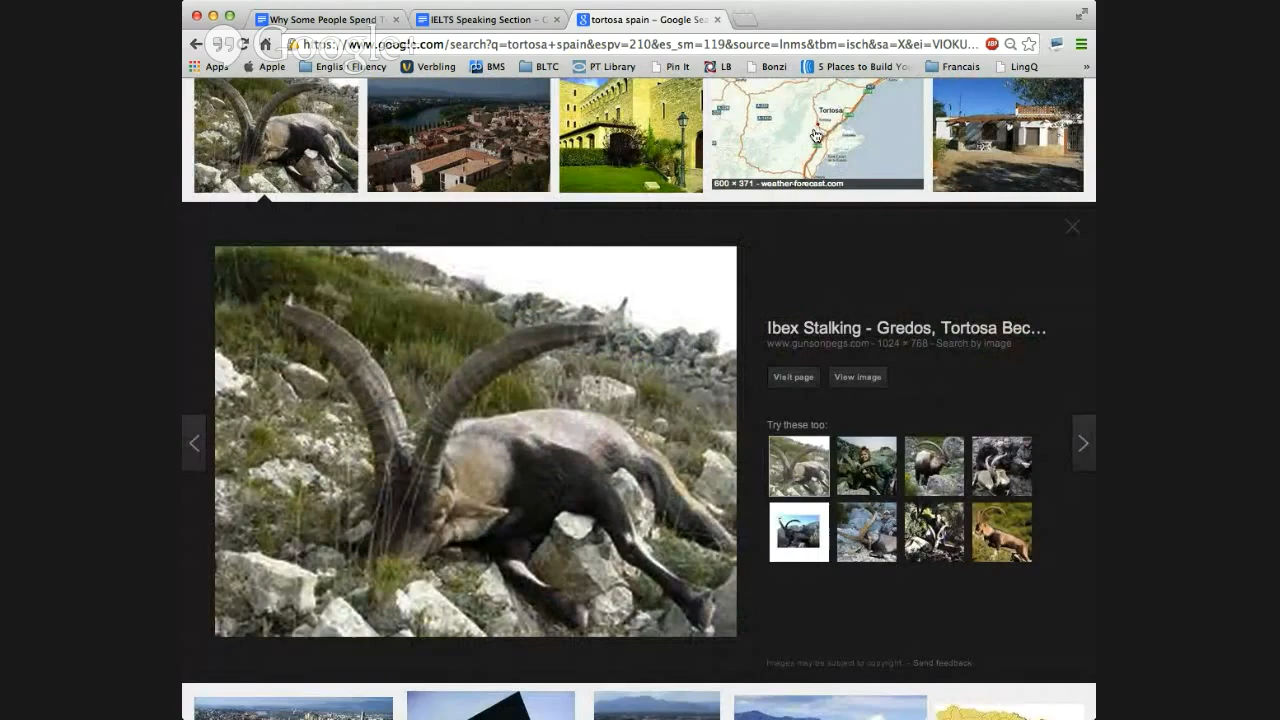 Why Some People Spend T
IELTS Speaking Section – C
tortosa spain – Google Sea
Google+
https://www.google.com/search?q=tortosa+spain&espv=210&es_sm=119&source=lnms&tbm=isch&sa=X&ei=VIOKU...
Apps Apple English Fluency Verbling BMS BLTC PT Library Pin It LB Bonzi 5 Places to Build Yo Francais LingQ »
Tortosa
600 × 371 - weather-forecast.com
Ibex Stalking - Gredos, Tortosa Bec...
www.gunsonpegs.com - 1024 × 768 - Search by image
Visit page View image
Try these too:
Images may be subject to copyright. - Send feedback